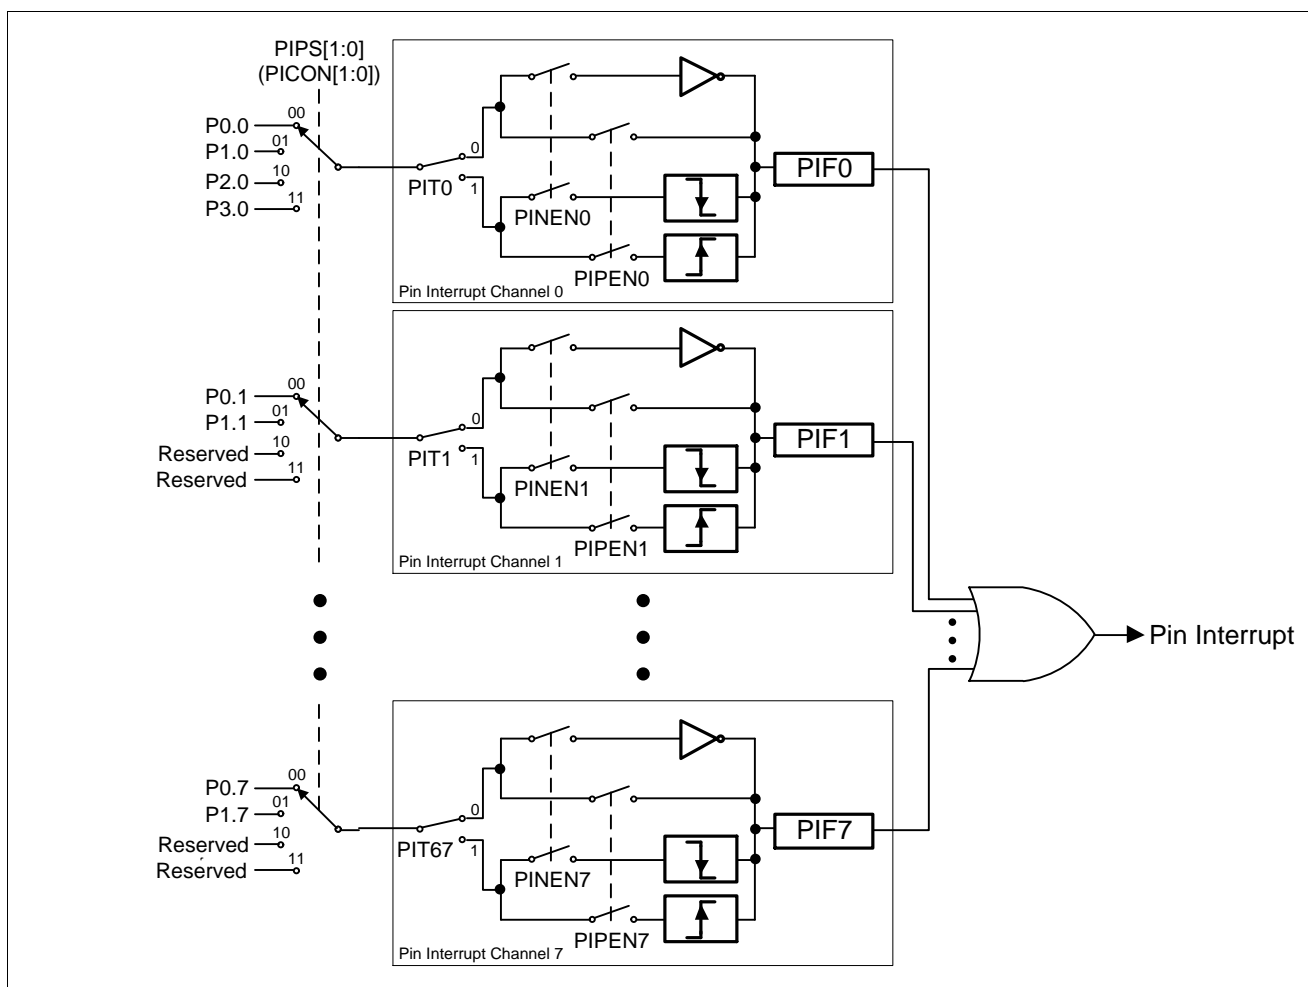 PIPS[1:0]
(PICON[1:0])
P0.0
00
P1.0
01
P2.0
10
P3.0
11
PIT0
0
1
PINEN0
PIPEN0
PIF0
Pin Interrupt Channel 0
P0.1
00
P1.1
01
Reserved
10
Reserved
11
PIT1
0
1
PINEN1
PIPEN1
PIF1
Pin Interrupt Channel 1
Pin Interrupt
P0.7
00
P1.7
01
Reserved
10
Reserved
11
PIT67
0
1
PINEN7
PIPEN7
PIF7
Pin Interrupt Channel 7